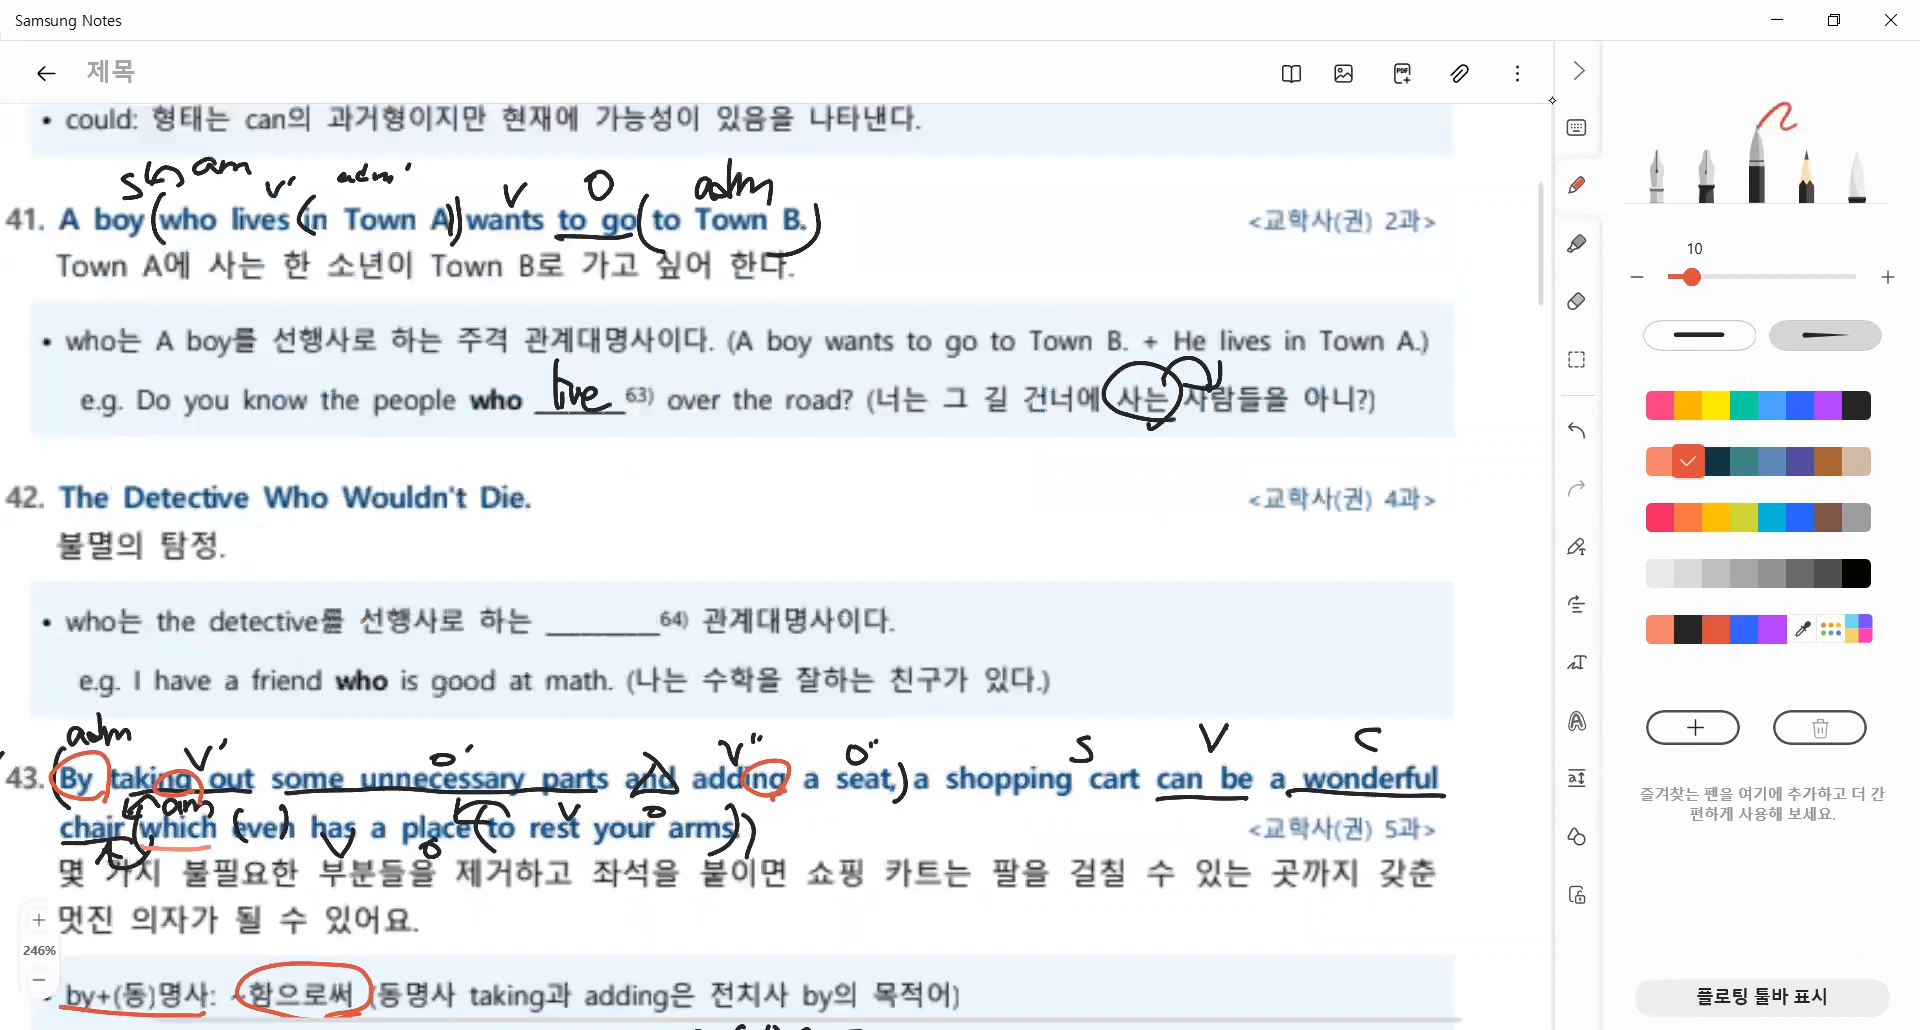 Samsung Notes
제목
• could: 형태는 can의 과거형이지만 현재에 가능성이 있음을 나타낸다.
S am V' adm' V O adm
41. A boy (who lives (in Town A)) wants to go (to Town B.) <교학사(권) 2과>
Town A에 사는 한 소년이 Town B로 가고 싶어 한다.
• who는 A boy를 선행사로 하는 주격 관계대명사이다. (A boy wants to go to Town B. + He lives in Town A.)
e.g. Do you know the people who live 63) over the road? (너는 그 길 건너에 사는 사람들을 아니?)
42. The Detective Who Wouldn't Die. <교학사(권) 4과>
불멸의 탐정.
• who는 the detective를 선행사로 하는 ________64) 관계대명사이다.
e.g. I have a friend who is good at math. (나는 수학을 잘하는 친구가 있다.)
adm V' o' V" o" S V C
43. (By taking out some unnecessary parts and adding a seat,) a shopping cart can be a wonderful
am V o
chair (which (even) has a place (to rest your arms.)) <교학사(권) 5과>
V o
몇 가지 불필요한 부분들을 제거하고 좌석을 붙이면 쇼핑 카트는 팔을 걸칠 수 있는 곳까지 갖춘
멋진 의자가 될 수 있어요.
• by+(동)명사: ~함으로써 (동명사 taking과 adding은 전치사 by의 목적어)
246%
10
즐겨찾는 펜을 여기에 추가하고 더 간
편하게 사용해 보세요.
플로팅 툴바 표시